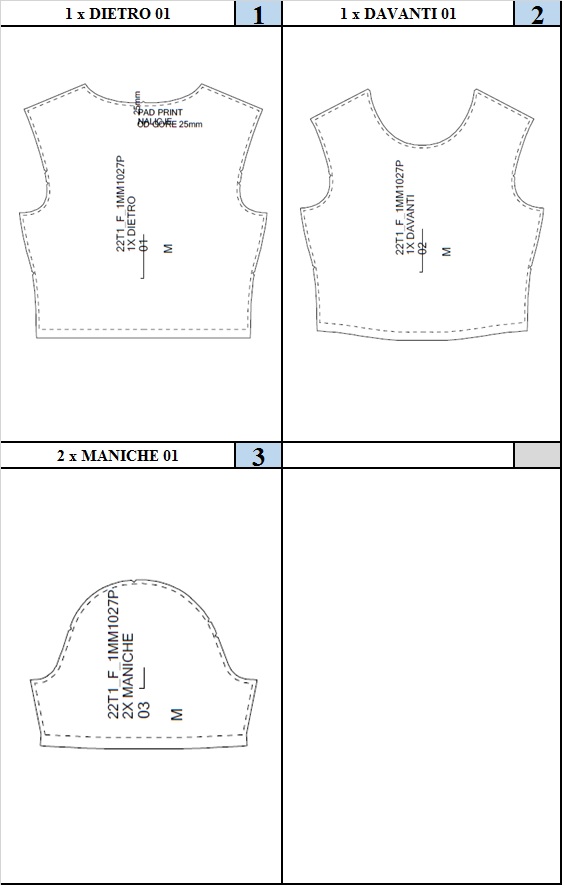 1 x DIETRO 01
1
1 x DAVANTI 01
2
25mm
PAD PRINT
NALICJE
OD GORE 25mm
22T1_F_1MM1027P
1X DIETRO
01
M
22T1_F_1MM1027P
1X DAVANTI
02
M
2 x MANICHE 01
3
22T1_F_1MM1027P
2X MANICHE
03
M